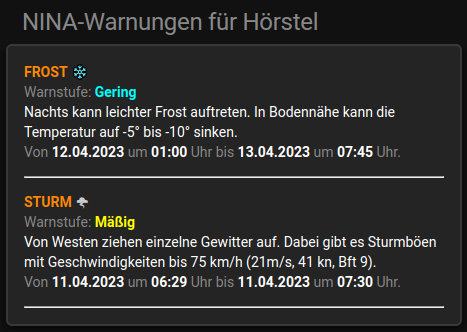 NINA-Warnungen für Hörstel
FROST
Warnstufe: Gering
Nachts kann leichter Frost auftreten. In Bodennähe kann die
Temperatur auf -5° bis -10° sinken.
Von 12.04.2023 um 01:00 Uhr bis 13.04.2023 um 07:45 Uhr.
STURM
Warnstufe: Mäßig
Von Westen ziehen einzelne Gewitter auf. Dabei gibt es Sturmböen
mit Geschwindigkeiten bis 75 km/h (21m/s, 41 kn, Bft 9).
Von 11.04.2023 um 06:29 Uhr bis 11.04.2023 um 07:30 Uhr.